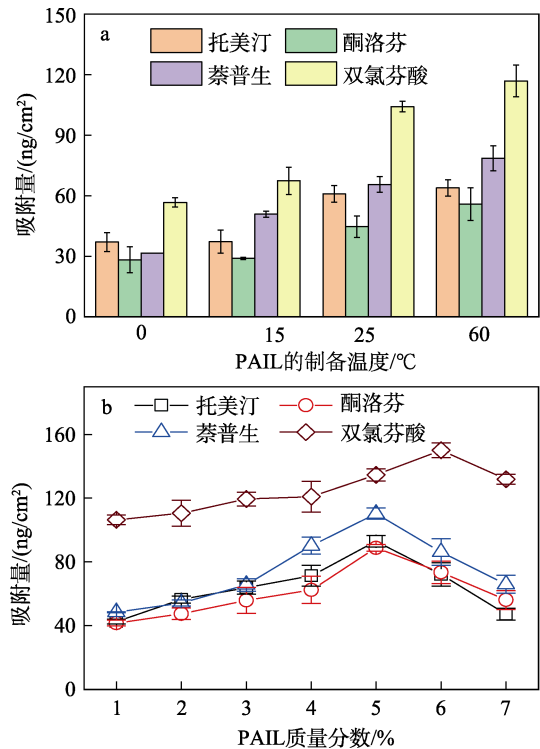 150
a
托美汀 酮洛芬
120
萘普生 双氯芬酸
90
60
30
0
吸附量/(ng/cm²)
0 15 25 60
PAIL的制备温度/℃
b
托美汀 酮洛芬
萘普生 双氯芬酸
160
120
80
40
0
吸附量/(ng/cm²)
1 2 3 4 5 6 7
PAIL质量分数/%